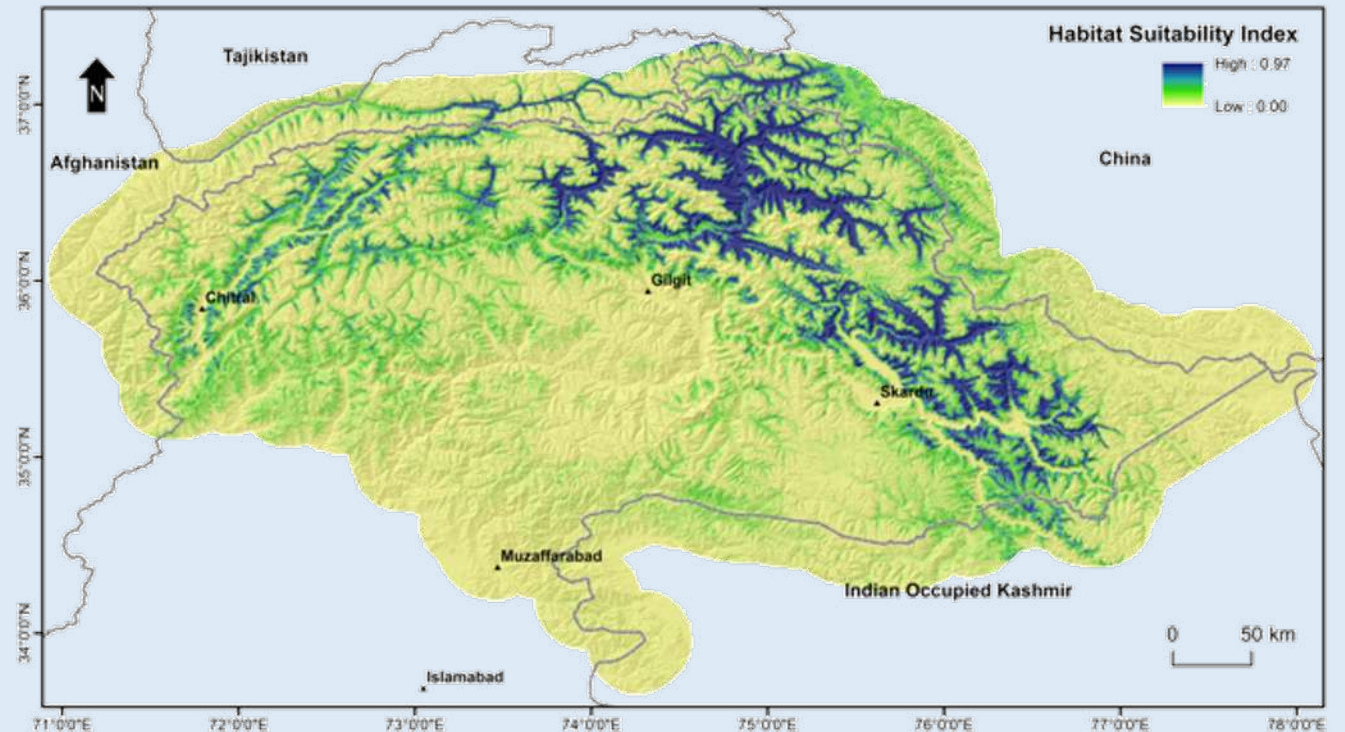 Habitat Suitability Index
High : 0.97
Low : 0.00
N
Tajikistan
Afghanistan
China
Gilgit
Chitral
Skardu
Muzaffarabad
Indian Occupied Kashmir
Islamabad
0 50 km
37°0'0"N
36°0'0"N
35°0'0"N
34°0'0"N
71°0'0"E 72°0'0"E 73°0'0"E 74°0'0"E 75°0'0"E 76°0'0"E 77°0'0"E 78°0'0"E